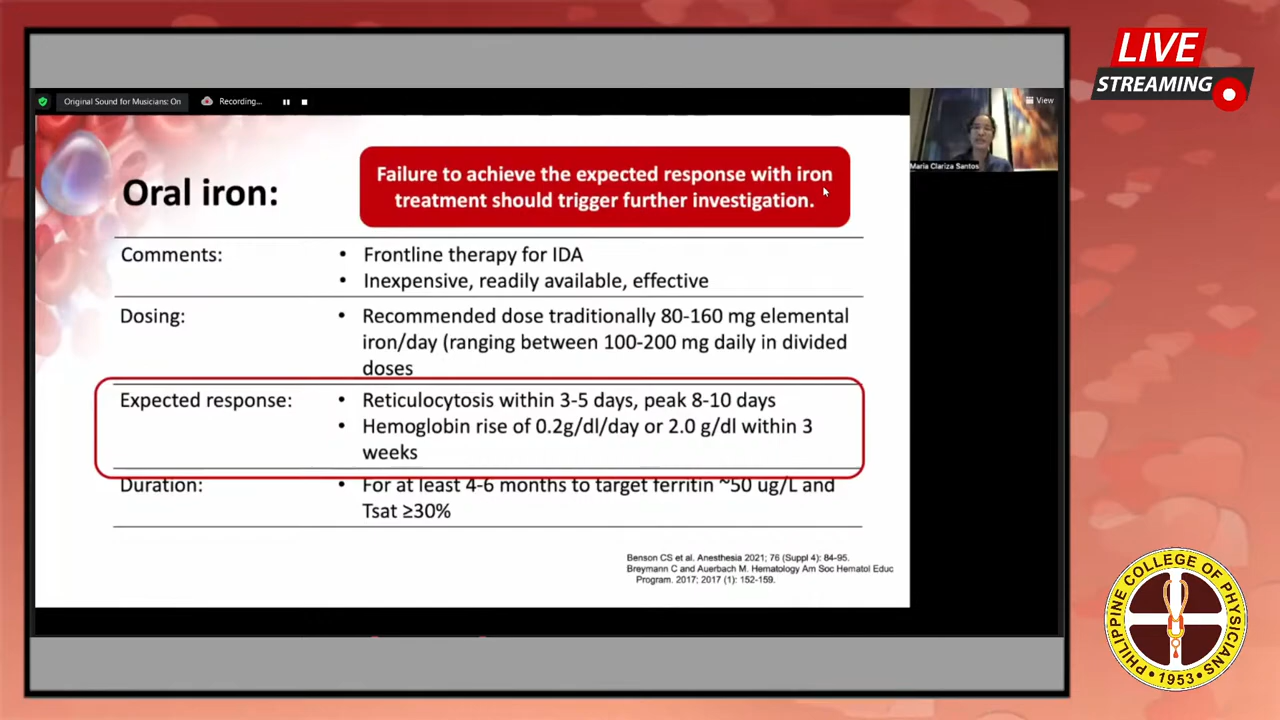 LIVE
STREAMING
Original Sound for Musicians: On
Recording...
View
Maria Clariza Santos
Oral iron:
Failure to achieve the expected response with iron
treatment should trigger further investigation.
Comments:
• Frontline therapy for IDA
• Inexpensive, readily available, effective
Dosing:
• Recommended dose traditionally 80-160 mg elemental
iron/day (ranging between 100-200 mg daily in divided
doses
Expected response:
• Reticulocytosis within 3-5 days, peak 8-10 days
• Hemoglobin rise of 0.2g/dl/day or 2.0 g/dl within 3
weeks
Duration:
• For at least 4-6 months to target ferritin ~50 ug/L and
Tsat ≥30%
Benson CS et al. Anesthesia 2021; 76 (Suppl 4): 84-95.
Breymann C and Auerbach M. Hematology Am Soc Hematol Educ
Program. 2017; 2017 (1): 152-159.
PHILIPPINE COLLEGE OF PHYSICIANS
• 1953 •